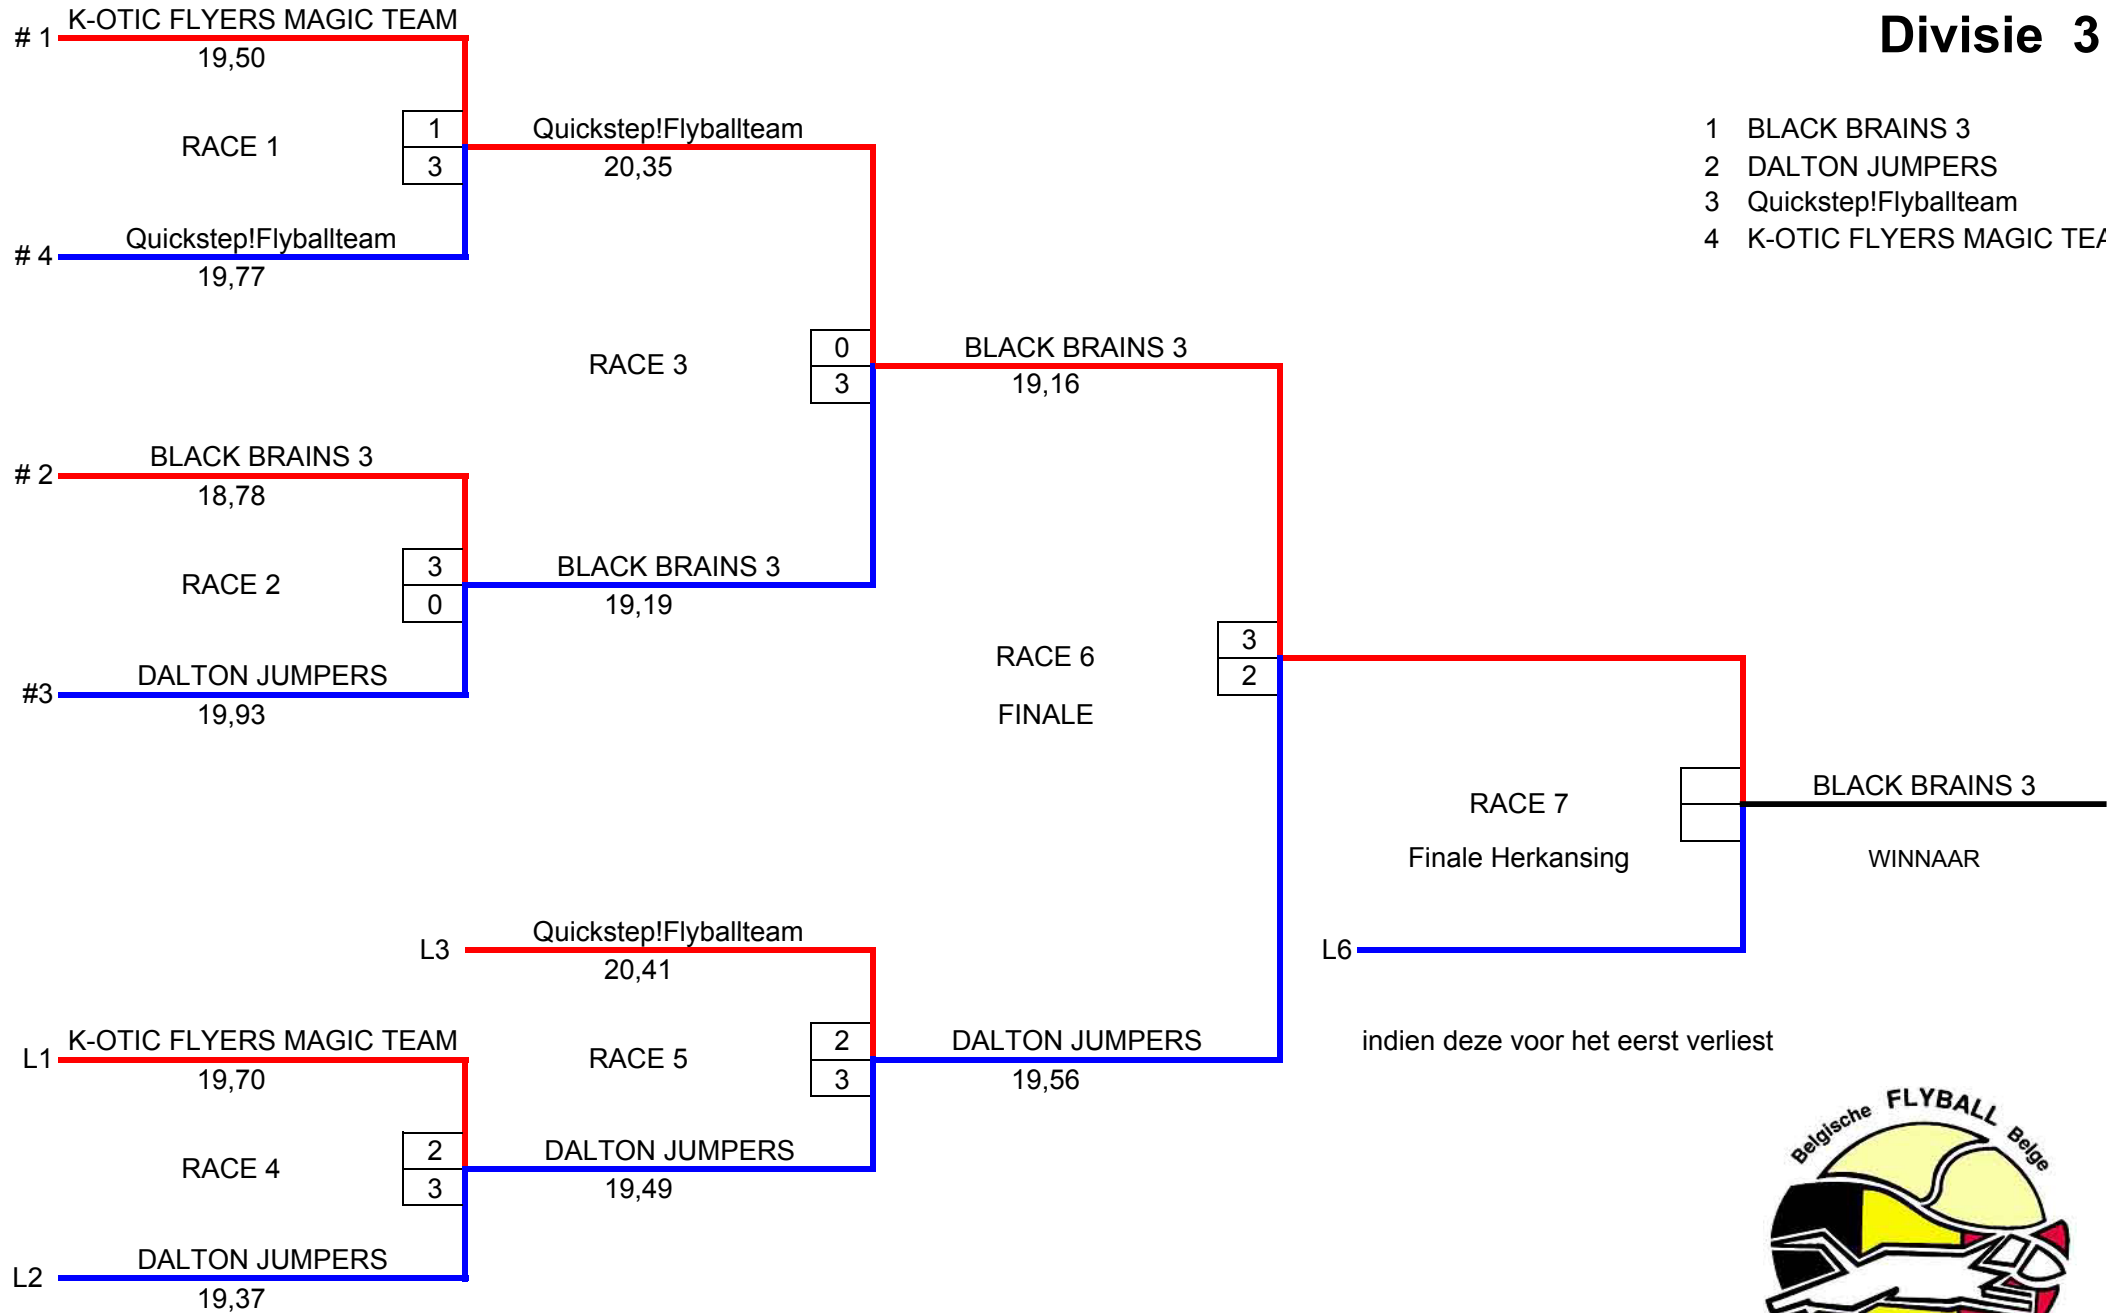 Divisie 3
# 1 K-OTIC FLYERS MAGIC TEAM
19,50
RACE 1
1
3
# 4 Quickstep!Flyballteam
19,77
Quickstep!Flyballteam
20,35
1 BLACK BRAINS 3
2 DALTON JUMPERS
3 Quickstep!Flyballteam
4 K-OTIC FLYERS MAGIC TEA
RACE 3
0
3
BLACK BRAINS 3
19,16
# 2 BLACK BRAINS 3
18,78
RACE 2
3
0
#3 DALTON JUMPERS
19,93
BLACK BRAINS 3
19,19
RACE 6
3
2
FINALE
RACE 7
Finale Herkansing
BLACK BRAINS 3
WINNAAR
L3 Quickstep!Flyballteam
20,41
L6
indien deze voor het eerst verliest
RACE 5
2
3
DALTON JUMPERS
19,56
L1 K-OTIC FLYERS MAGIC TEAM
19,70
RACE 4
2
3
DALTON JUMPERS
19,49
L2 DALTON JUMPERS
19,37
Belgische FLYBALL Belge